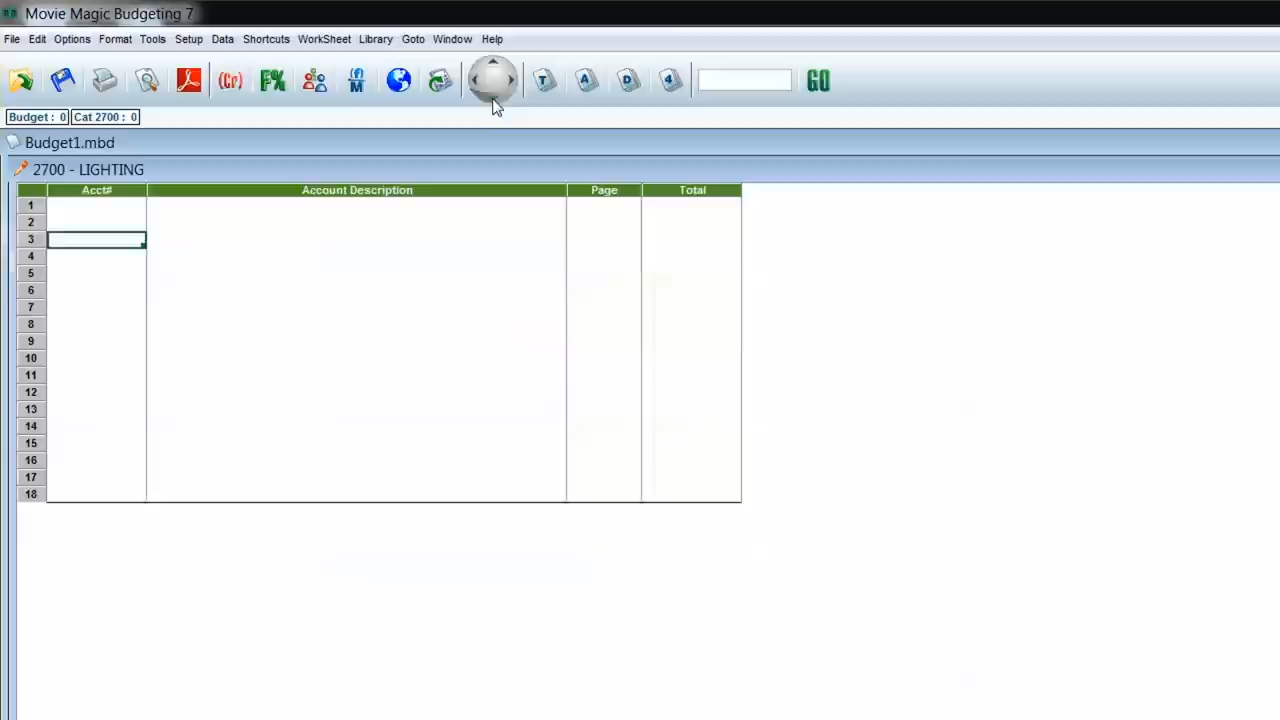 Movie Magic Budgeting 7
File Edit Options Format Tools Setup Data Shortcuts WorkSheet Library Goto Window Help
(Cr) F% f(f) M T A D 4 GO
Budget : 0 Cat 2700 : 0
Budget1.mbd
2700 - LIGHTING
Acct# Account Description Page Total
1
2
3
4
5
6
7
8
9
10
11
12
13
14
15
16
17
18